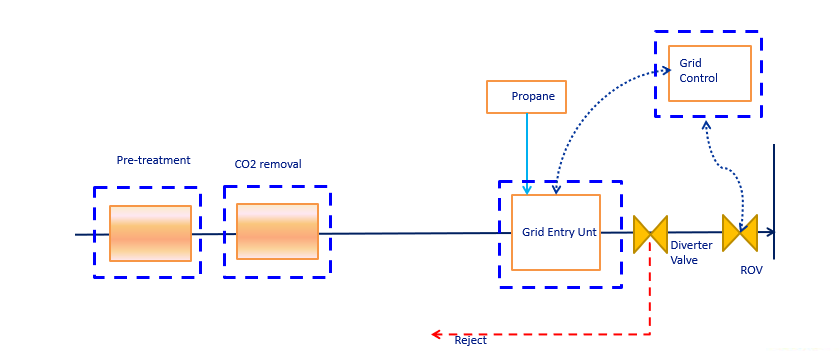 Grid
Control
Propane
Pre-treatment
CO2 removal
Grid Entry Unt
Diverter
Valve
ROV
Reject